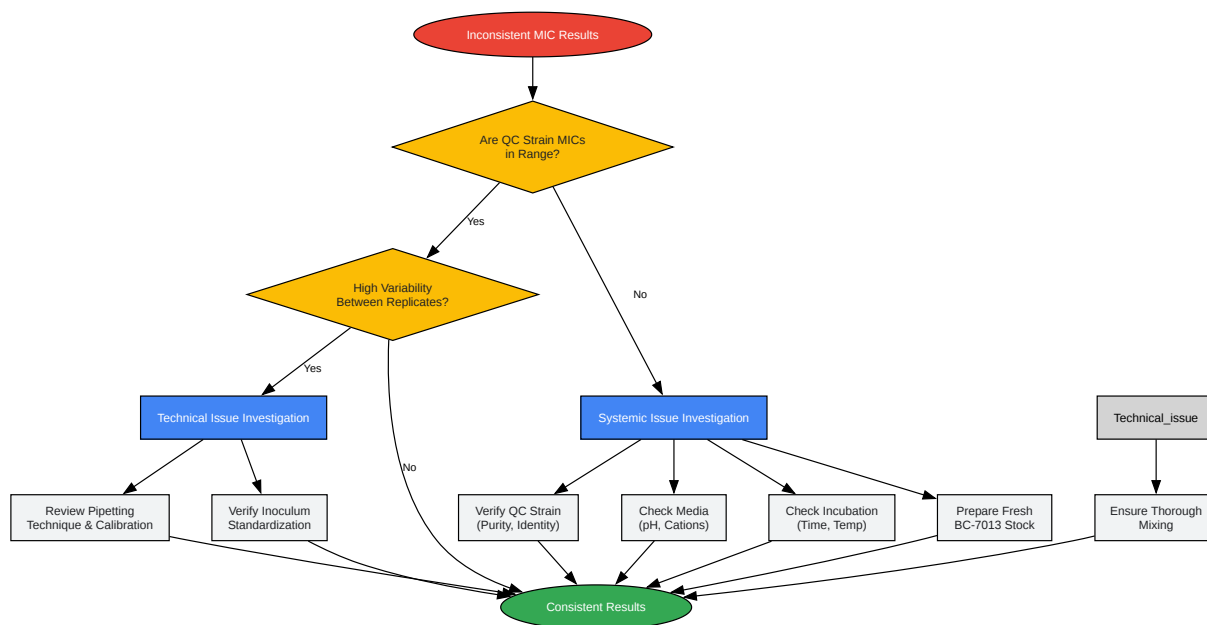 Inconsistent MIC Results
Are QC Strain MICs
in Range?
Yes
High Variability
Between Replicates?
No
Yes
Technical Issue Investigation
Systemic Issue Investigation
Technical_issue
No
Review Pipetting
Technique & Calibration
Verify Inoculum
Standardization
Verify QC Strain
(Purity, Identity)
Check Media
(pH, Cations)
Check Incubation
(Time, Temp)
Prepare Fresh
BC-7013 Stock
Ensure Thorough
Mixing
Consistent Results